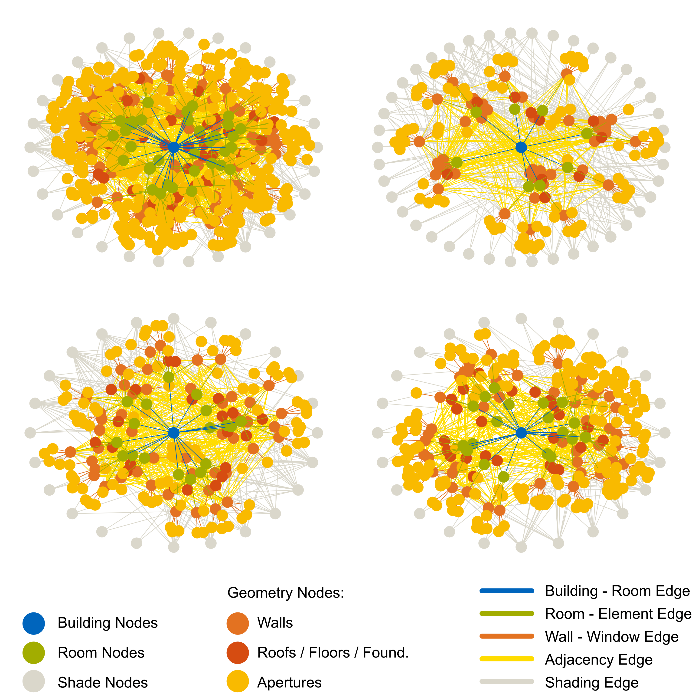 Geometry Nodes:
Building Nodes
Room Nodes
Shade Nodes
Walls
Roofs / Floors / Found.
Apertures
Building - Room Edge
Room - Element Edge
Wall - Window Edge
Adjacency Edge
Shading Edge